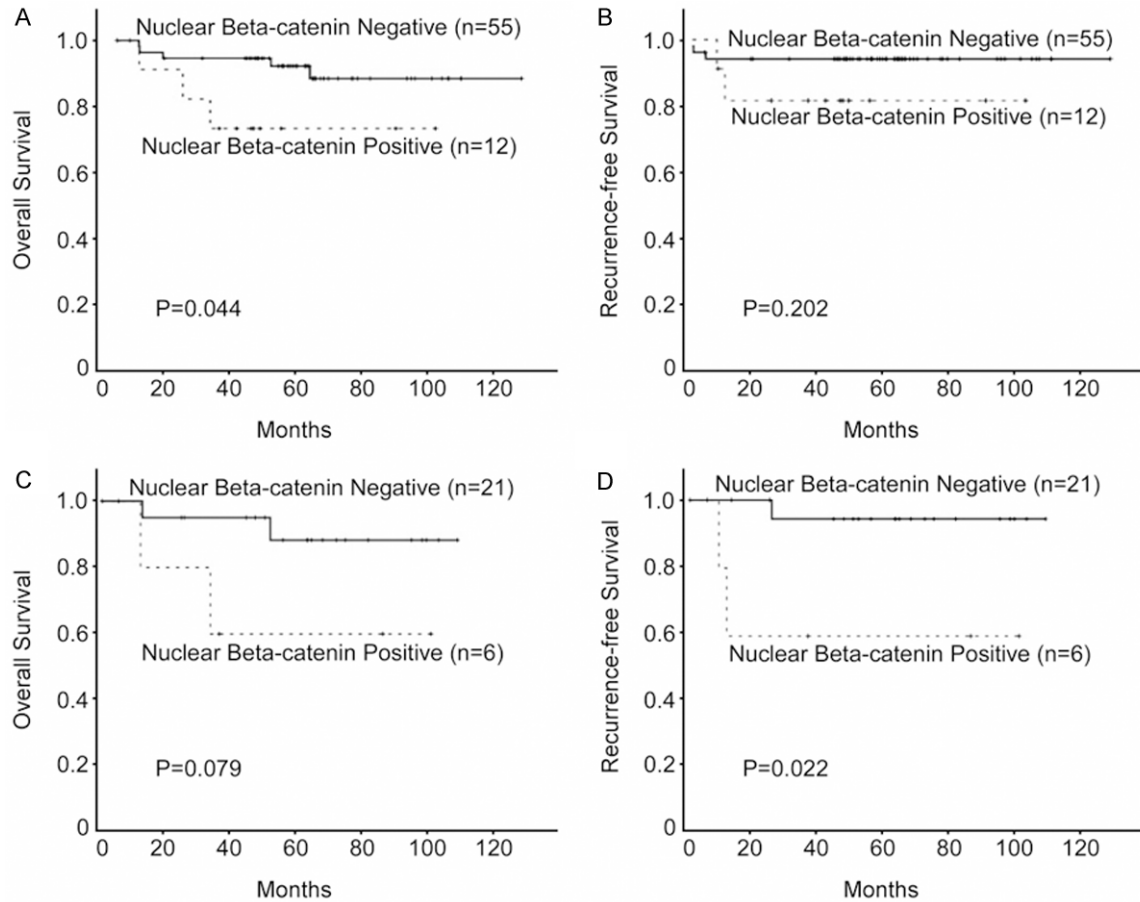 A
Nuclear Beta-catenin Negative (n=55)
1.0
0.8
Nuclear Beta-catenin Positive (n=12)
0.6
0.4
0.2
P=0.044
0
0 20 40 60 80 100 120
Months
Overall Survival
B
Nuclear Beta-catenin Negative (n=55)
1.0
0.8
Nuclear Beta-catenin Positive (n=12)
0.6
0.4
0.2
P=0.202
0
0 20 40 60 80 100 120
Months
Recurrence-free Survival
C
Nuclear Beta-catenin Negative (n=21)
1.0
0.8
0.6
Nuclear Beta-catenin Positive (n=6)
0.4
0.2
P=0.079
0
0 20 40 60 80 100 120
Months
Overall Survival
D
Nuclear Beta-catenin Negative (n=21)
1.0
0.8
0.6
Nuclear Beta-catenin Positive (n=6)
0.4
0.2
P=0.022
0
0 20 40 60 80 100 120
Months
Recurrence-free Survival